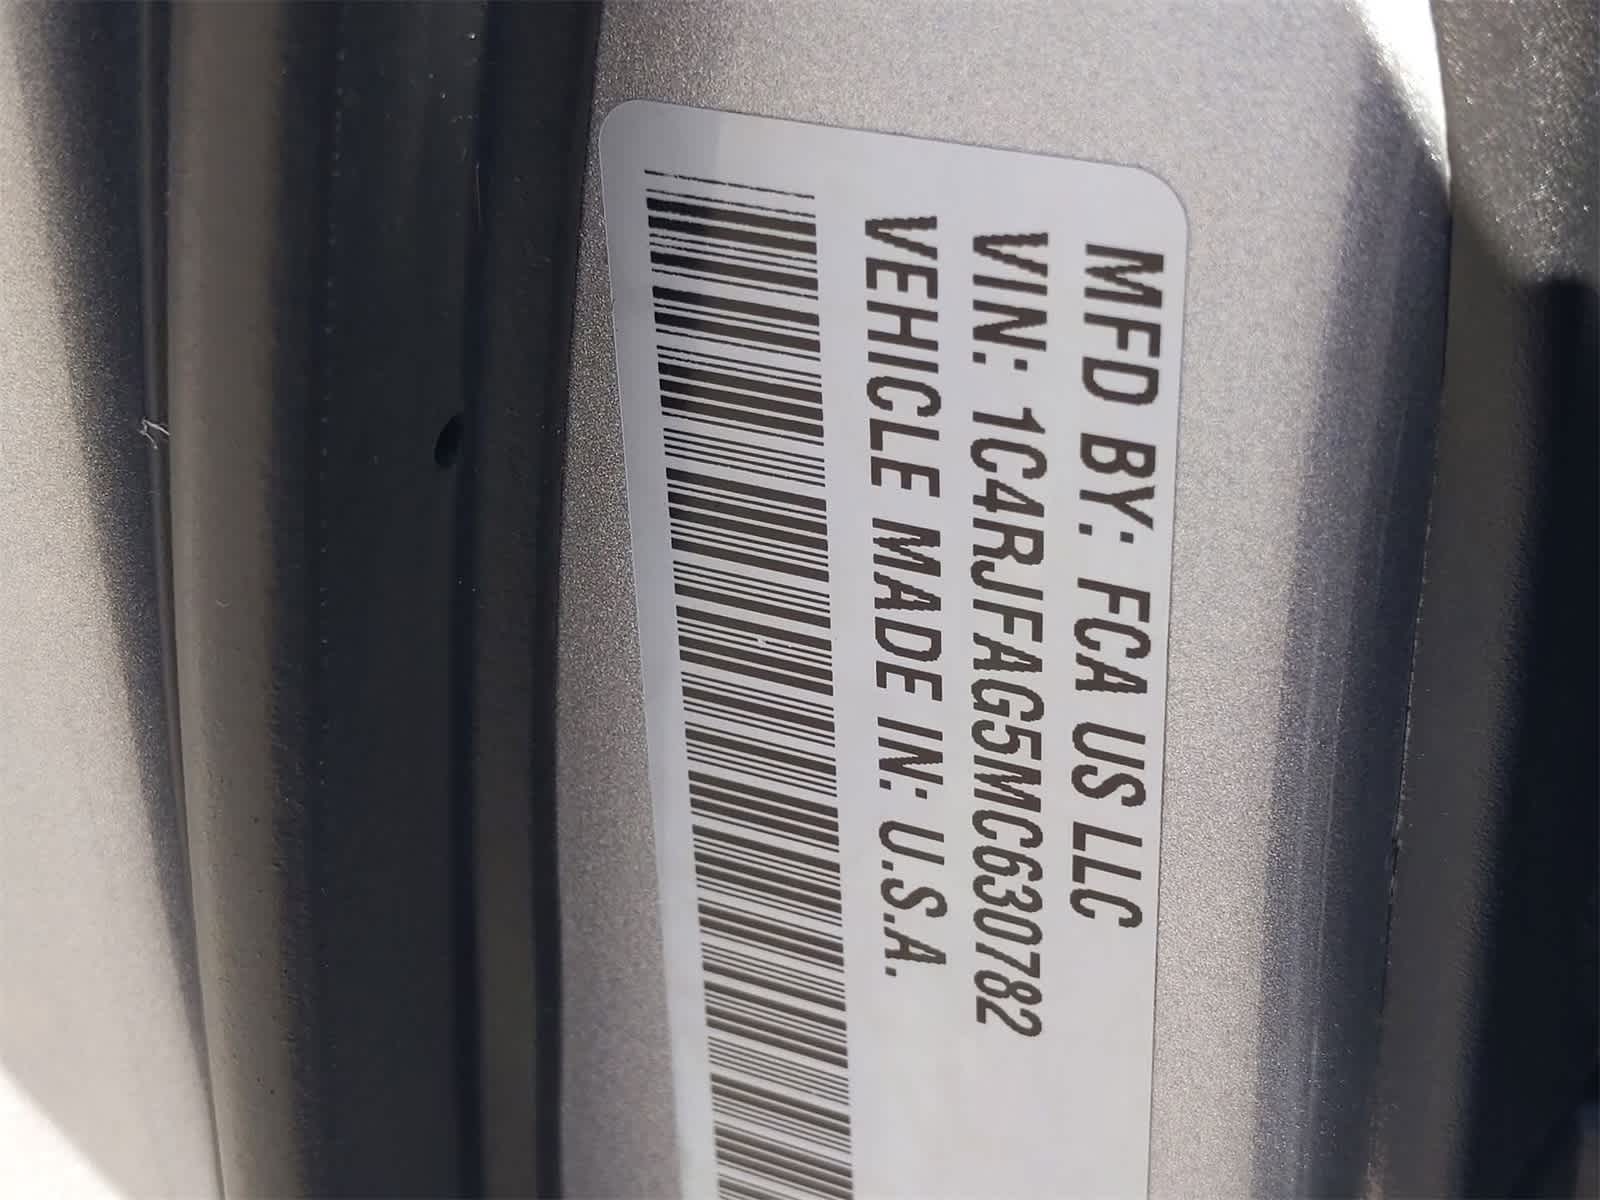 MFD BY: FCA US LLC
VIN: 1C4RJFAG5MC630782
VEHICLE MADE IN: U.S.A.